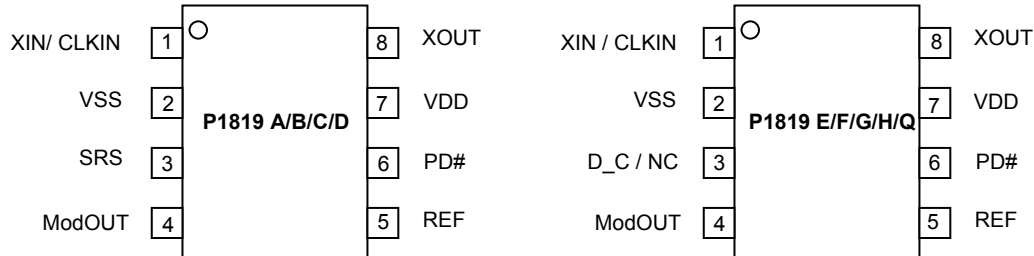 XIN/ CLKIN 1 8 XOUT
VSS 2 7 VDD
P1819 A/B/C/D
SRS 3 6 PD#
ModOUT 4 5 REF
XIN / CLKIN 1 8 XOUT
VSS 2 7 VDD
P1819 E/F/G/H/Q
D_C / NC 3 6 PD#
ModOUT 4 5 REF